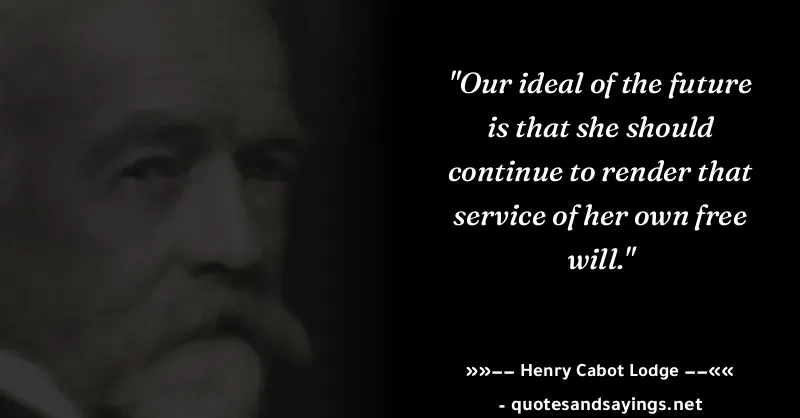 "Our ideal of the future
is that she should
continue to render that
service of her own free
will."
»»–– Henry Cabot Lodge ––««
- quotesandsayings.net